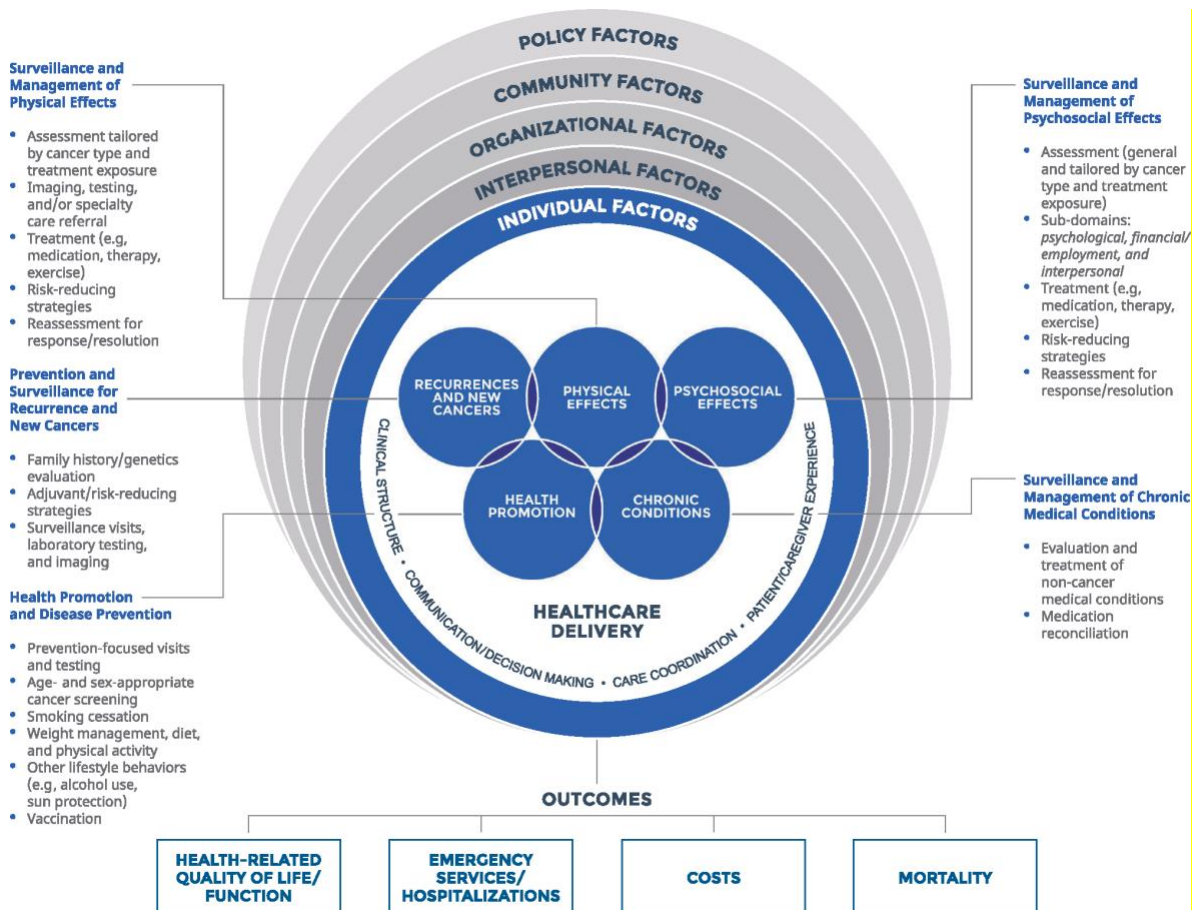 POLICY FACTORS
COMMUNITY FACTORS
ORGANIZATIONAL FACTORS
INTERPERSONAL FACTORS
INDIVIDUAL FACTORS
Surveillance and
Management of
Physical Effects
• Assessment tailored
by cancer type and
treatment exposure
• Imaging, testing,
and/or specialty
care referral
• Treatment (e.g,
medication, therapy,
exercise)
• Risk-reducing
strategies
• Reassessment for
response/resolution
Prevention and
Surveillance for
Recurrence and
New Cancers
• Family history/genetics
evaluation
• Adjuvant/risk-reducing
strategies
• Surveillance visits,
laboratory testing,
and imaging
Health Promotion
and Disease Prevention
• Prevention-focused visits
and testing
• Age- and sex-appropriate
cancer screening
• Smoking cessation
• Weight management, diet,
and physical activity
• Other lifestyle behaviors
(e.g, alcohol use,
sun protection)
• Vaccination
RECURRENCES
AND NEW
CANCERS
PHYSICAL
EFFECTS
PSYCHOSOCIAL
EFFECTS
HEALTH
PROMOTION
CHRONIC
CONDITIONS
HEALTHCARE
DELIVERY
CLINICAL STRUCTURE • COMMUNICATION/DECISION MAKING • CARE COORDINATION • PATIENT/CAREGIVER EXPERIENCE
Surveillance and
Management of
Psychosocial Effects
• Assessment (general
and tailored by cancer
type and treatment
exposure)
• Sub-domains:
psychological, financial/
employment, and
interpersonal
• Treatment (e.g,
medication, therapy,
exercise)
• Risk-reducing
strategies
• Reassessment for
response/resolution
Surveillance and
Management of Chronic
Medical Conditions
• Evaluation and
treatment of
non-cancer
medical conditions
• Medication
reconciliation
OUTCOMES
HEALTH-RELATED
QUALITY OF LIFE/
FUNCTION
EMERGENCY
SERVICES/
HOSPITALIZATIONS
COSTS
MORTALITY